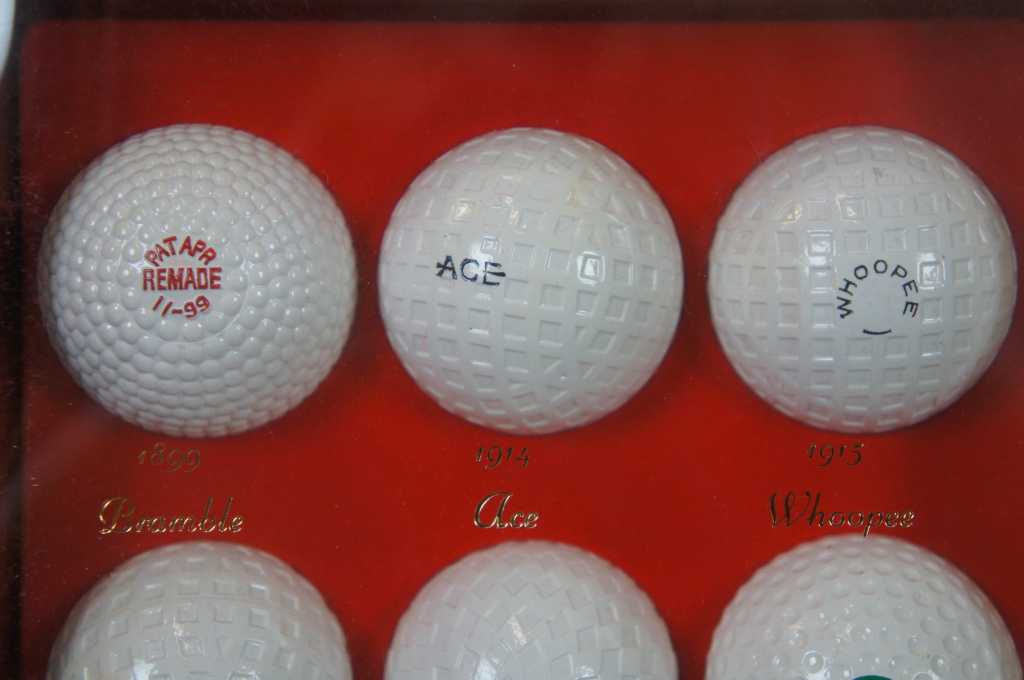 PAT APR
REMADE
11-99
ACE
WHOOPEE
1899
1914
1915
Bramble
Ace
Whoopee